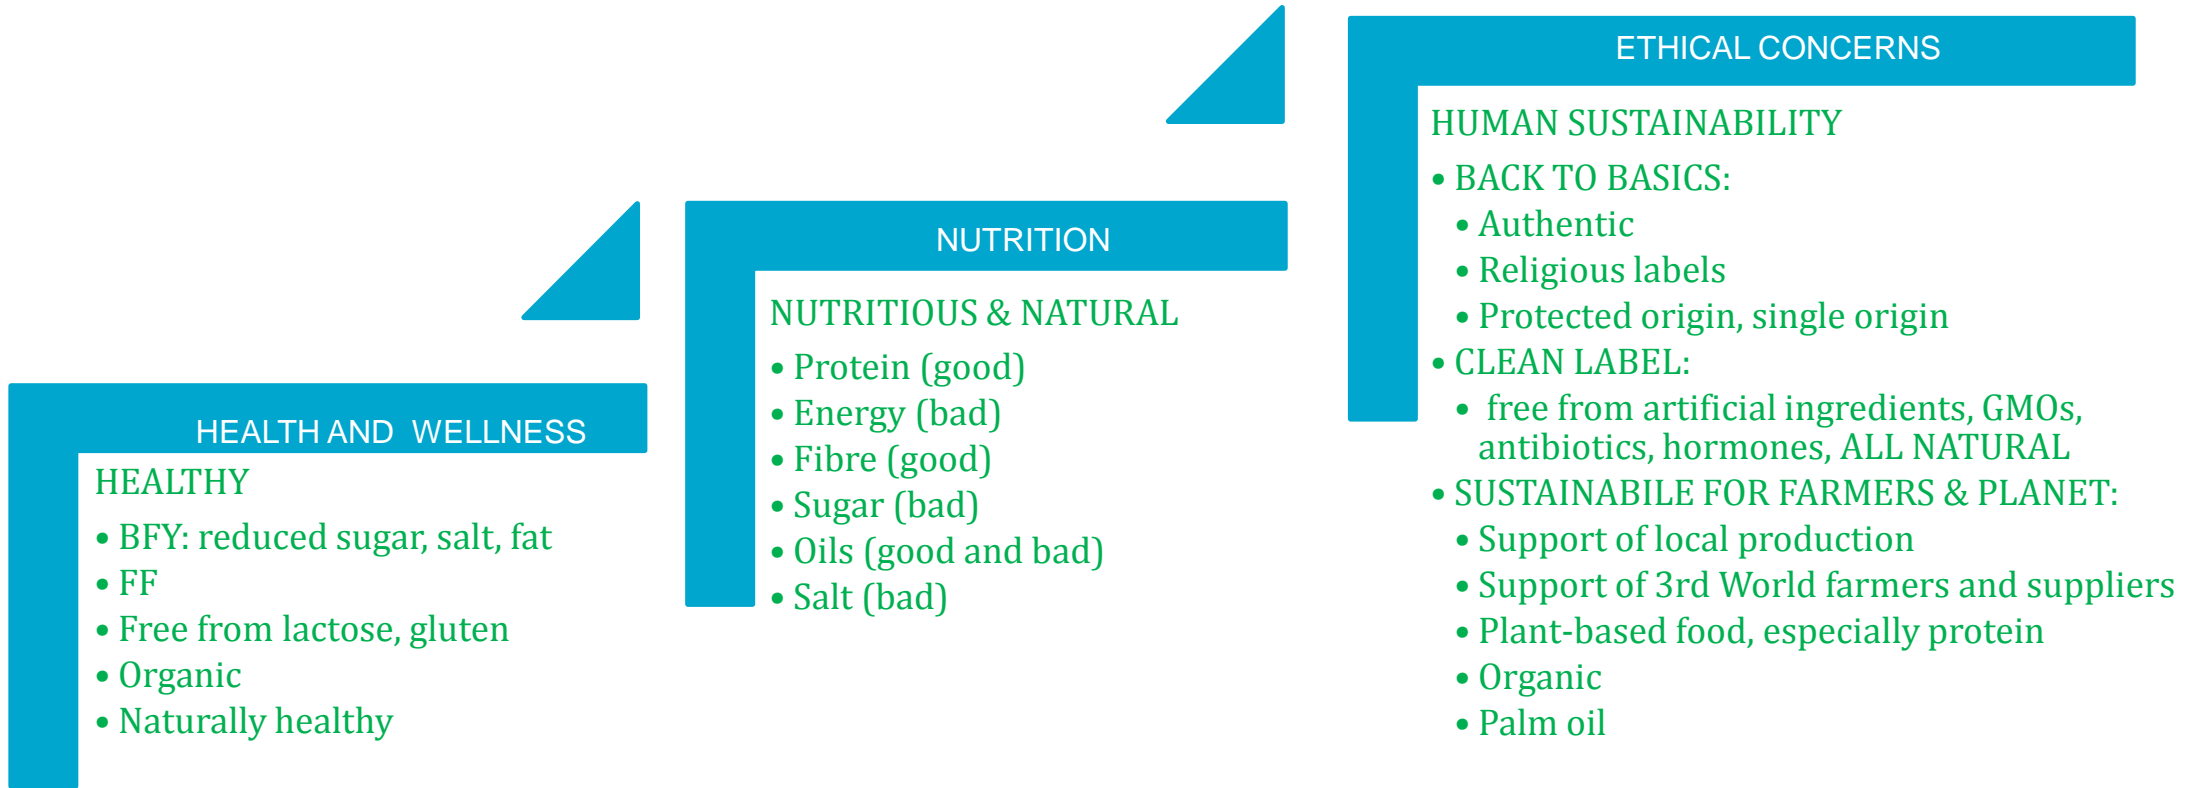 HEALTH AND WELLNESS
HEALTHY
• BFY: reduced sugar, salt, fat
• FF
• Free from lactose, gluten
• Organic
• Naturally healthy
NUTRITION
NUTRITIOUS & NATURAL
• Protein (good)
• Energy (bad)
• Fibre (good)
• Sugar (bad)
• Oils (good and bad)
• Salt (bad)
ETHICAL CONCERNS
HUMAN SUSTAINABILITY
• BACK TO BASICS:
• Authentic
• Religious labels
• Protected origin, single origin
• CLEAN LABEL:
• free from artificial ingredients, GMOs,
antibiotics, hormones, ALL NATURAL
• SUSTAINABILE FOR FARMERS & PLANET:
• Support of local production
• Support of 3rd World farmers and suppliers
• Plant-based food, especially protein
• Organic
• Palm oil